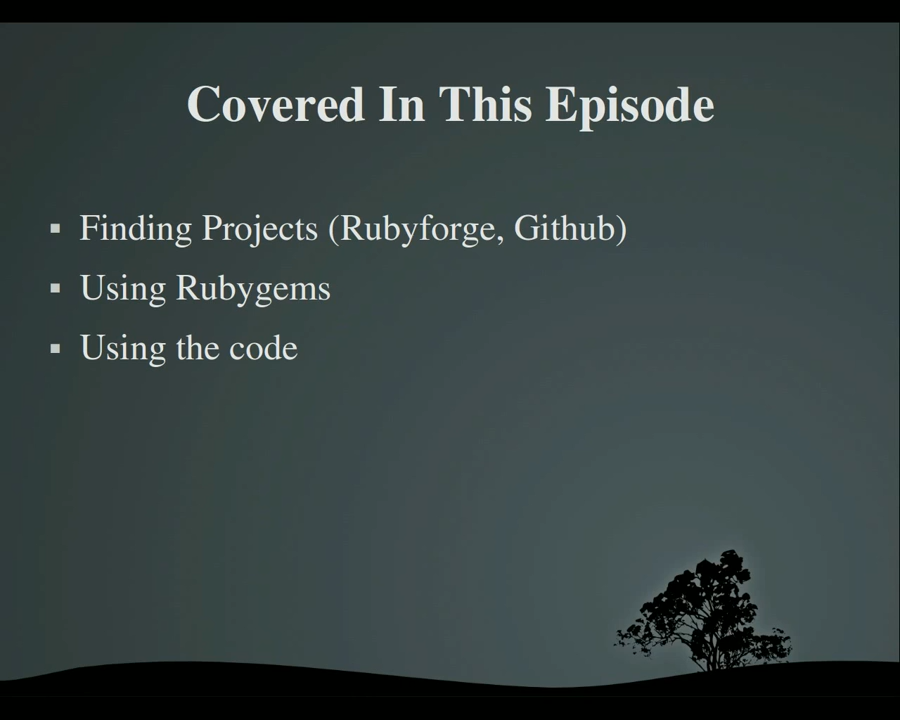 Covered In This Episode
▪ Finding Projects (Rubyforge, Github)
▪ Using Rubygems
▪ Using the code